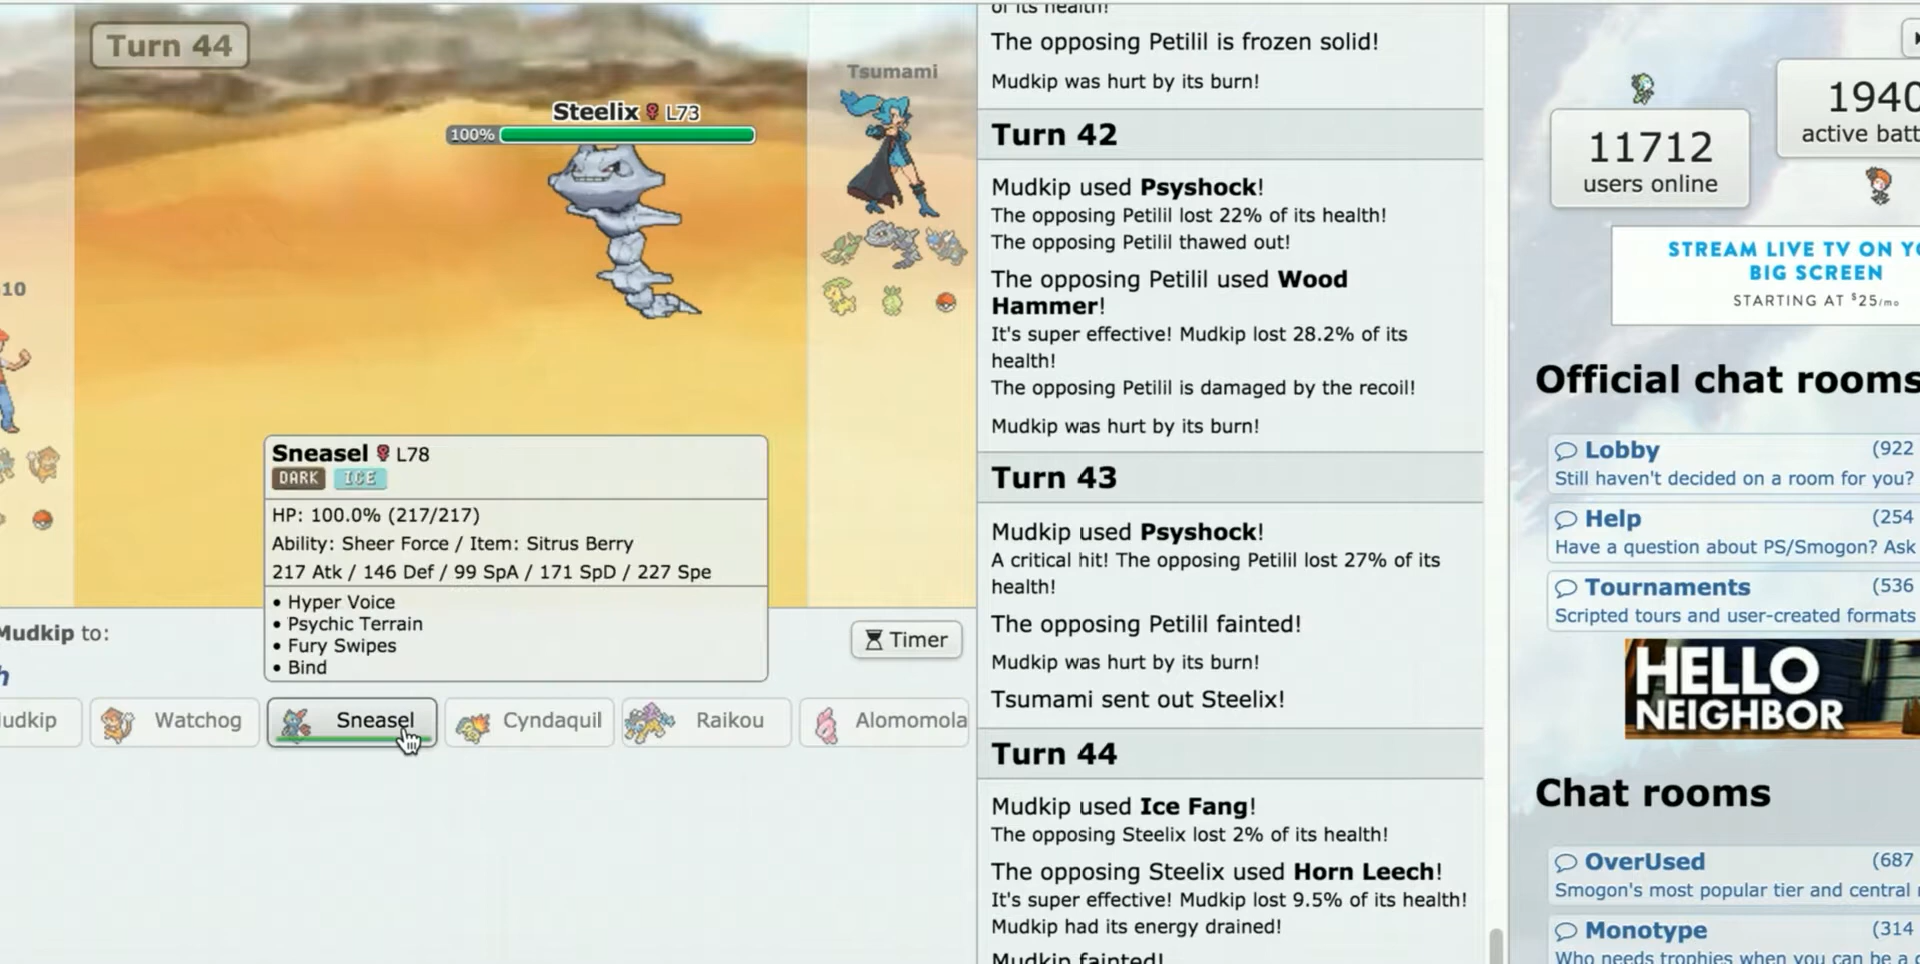 Turn 44
Steelix L73
100%
Tsumami
10
Sneasel L78
DARK ICE
HP: 100.0% (217/217)
Ability: Sheer Force / Item: Sitrus Berry
217 Atk / 146 Def / 99 SpA / 171 SpD / 227 Spe
• Hyper Voice
• Psychic Terrain
• Fury Swipes
• Bind
Mudkip to:
Timer
udkip
Watchog
Sneasel
Cyndaquil
Raikou
Alomomola
of its health!
The opposing Petilil is frozen solid!
Mudkip was hurt by its burn!
Turn 42
Mudkip used Psyshock!
The opposing Petilil lost 22% of its health!
The opposing Petilil thawed out!
The opposing Petilil used Wood
Hammer!
It's super effective! Mudkip lost 28.2% of its
health!
The opposing Petilil is damaged by the recoil!
Mudkip was hurt by its burn!
Turn 43
Mudkip used Psyshock!
A critical hit! The opposing Petilil lost 27% of its
health!
The opposing Petilil fainted!
Mudkip was hurt by its burn!
Tsumami sent out Steelix!
Turn 44
Mudkip used Ice Fang!
The opposing Steelix lost 2% of its health!
The opposing Steelix used Horn Leech!
It's super effective! Mudkip lost 9.5% of its health!
Mudkip had its energy drained!
Mudkip fainted!
11712
users online
1940
active batt
STREAM LIVE TV ON YO
BIG SCREEN
STARTING AT $25/mo
Official chat rooms
Lobby (922
Still haven't decided on a room for you?
Help (254
Have a question about PS/Smogon? Ask
Tournaments (536
Scripted tours and user-created formats
HELLO
NEIGHBOR
Chat rooms
OverUsed (687
Smogon's most popular tier and central
Monotype (314
Who needs trophies when you can be a